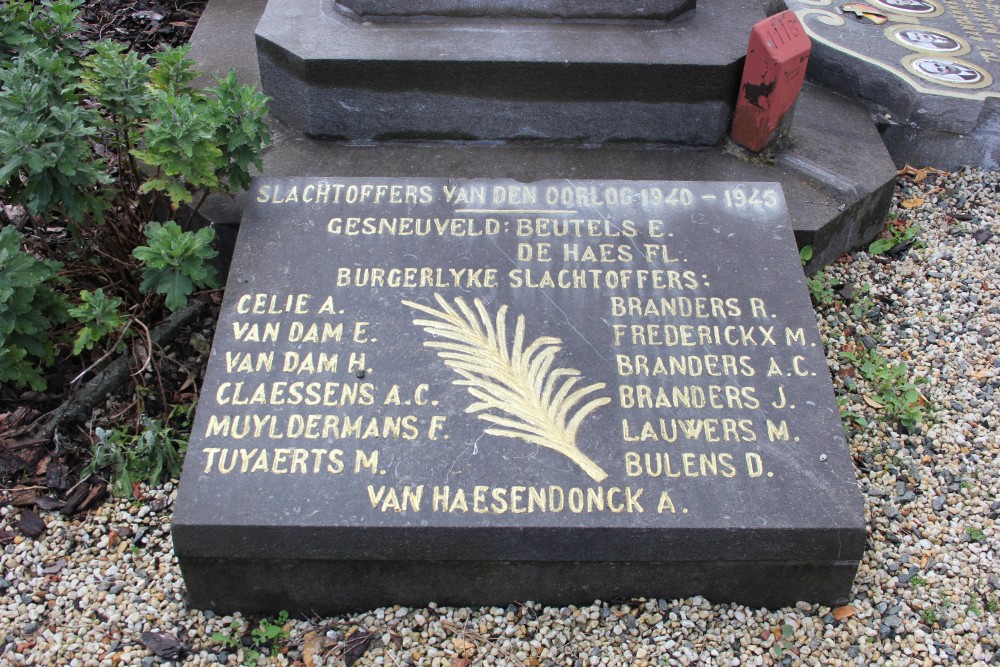 SLACHTOFFERS VAN DEN OORLOG 1940 - 1945
GESNEUVELD: BEUTELS E.
DE HAES FL.
BURGERLYKE SLACHTOFFERS:
CELIE A.
VAN DAM E.
VAN DAM H.
CLAESSENS A.C.
MUYLDERMANS F.
TUYAERTS M.
BRANDERS R.
FREDERICKX M.
BRANDERS A.C.
BRANDERS J.
LAUWERS M.
BULENS D.
VAN HAESENDONCK A.